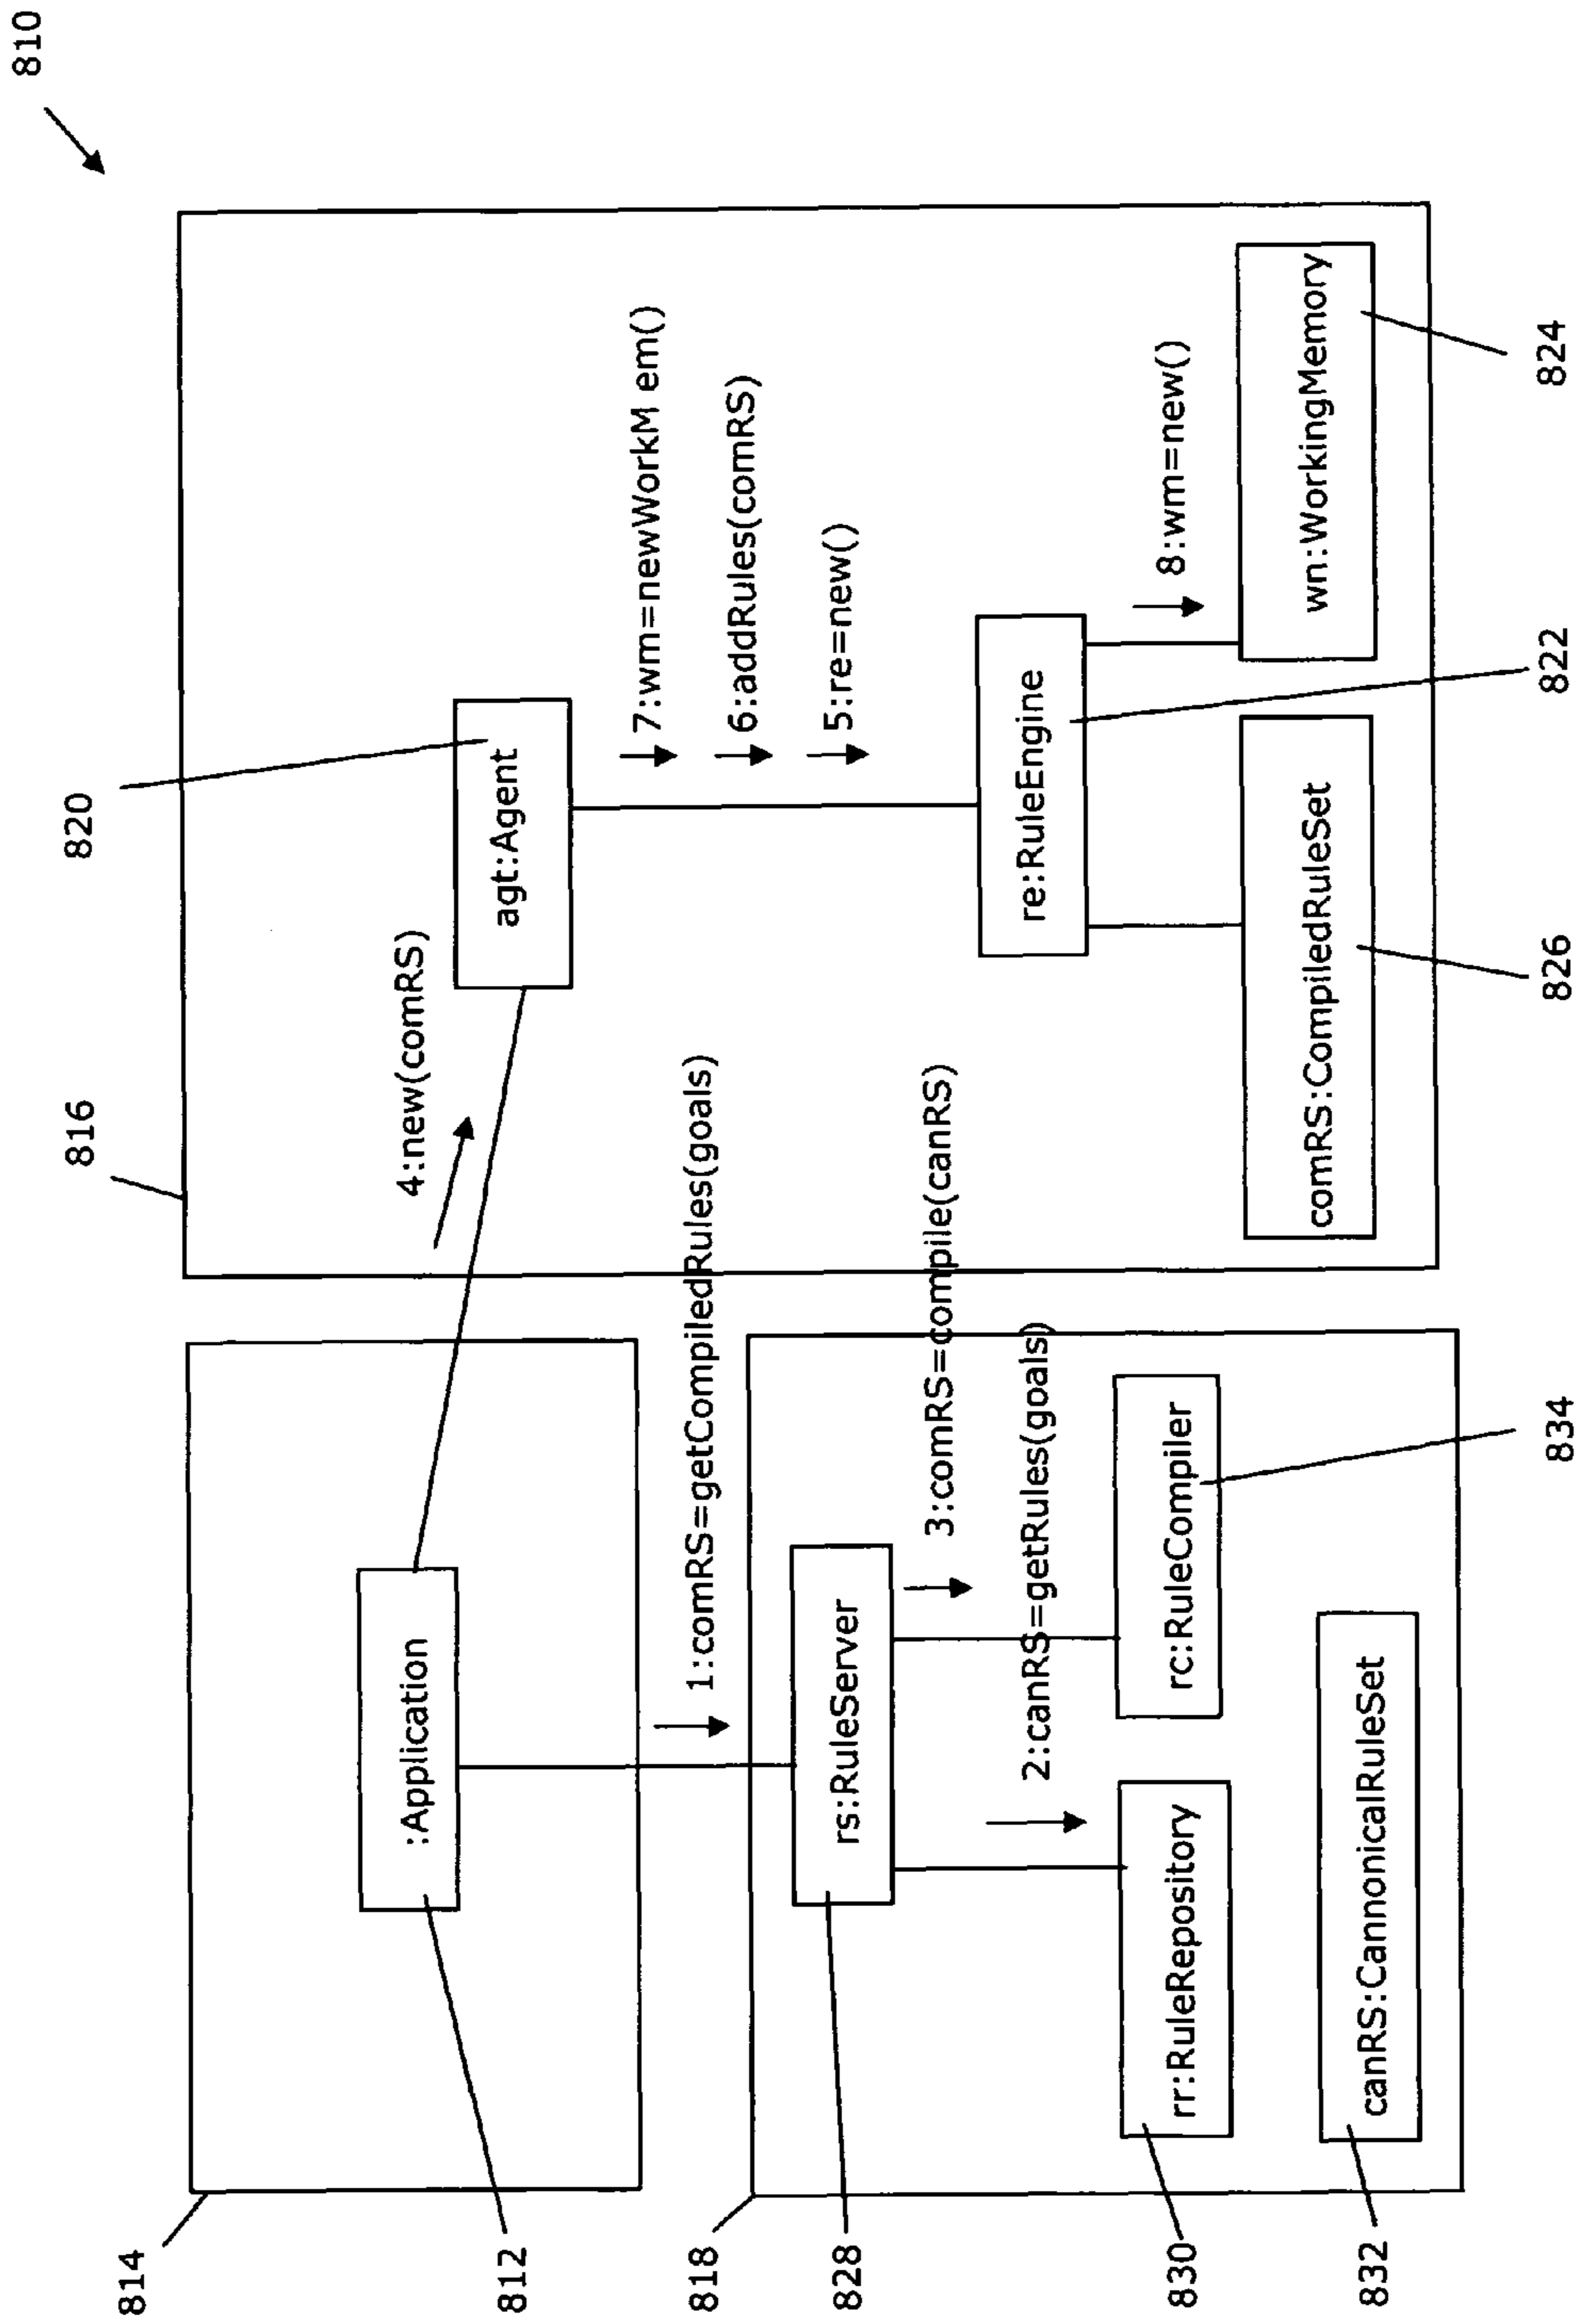 810
814
816
820
:Application
812
4:new(comRS)
agt:Agent
7:wm=newWorkM em()
6:addRules(comRS)
5:re=new()
1:comRS=getCompiledRules(goals)
818
rs:RuleServer
828
3:comRS=compile(canRS)
2:canRS=getRules(goals)
re:RuleEngine
8:wm=new()
rr:RuleRepository
rc:RuleCompiler
830
comRS:CompiledRuleSet
wn:WorkingMemory
canRS:CannonicalRuleSet
832
834
826
822
824